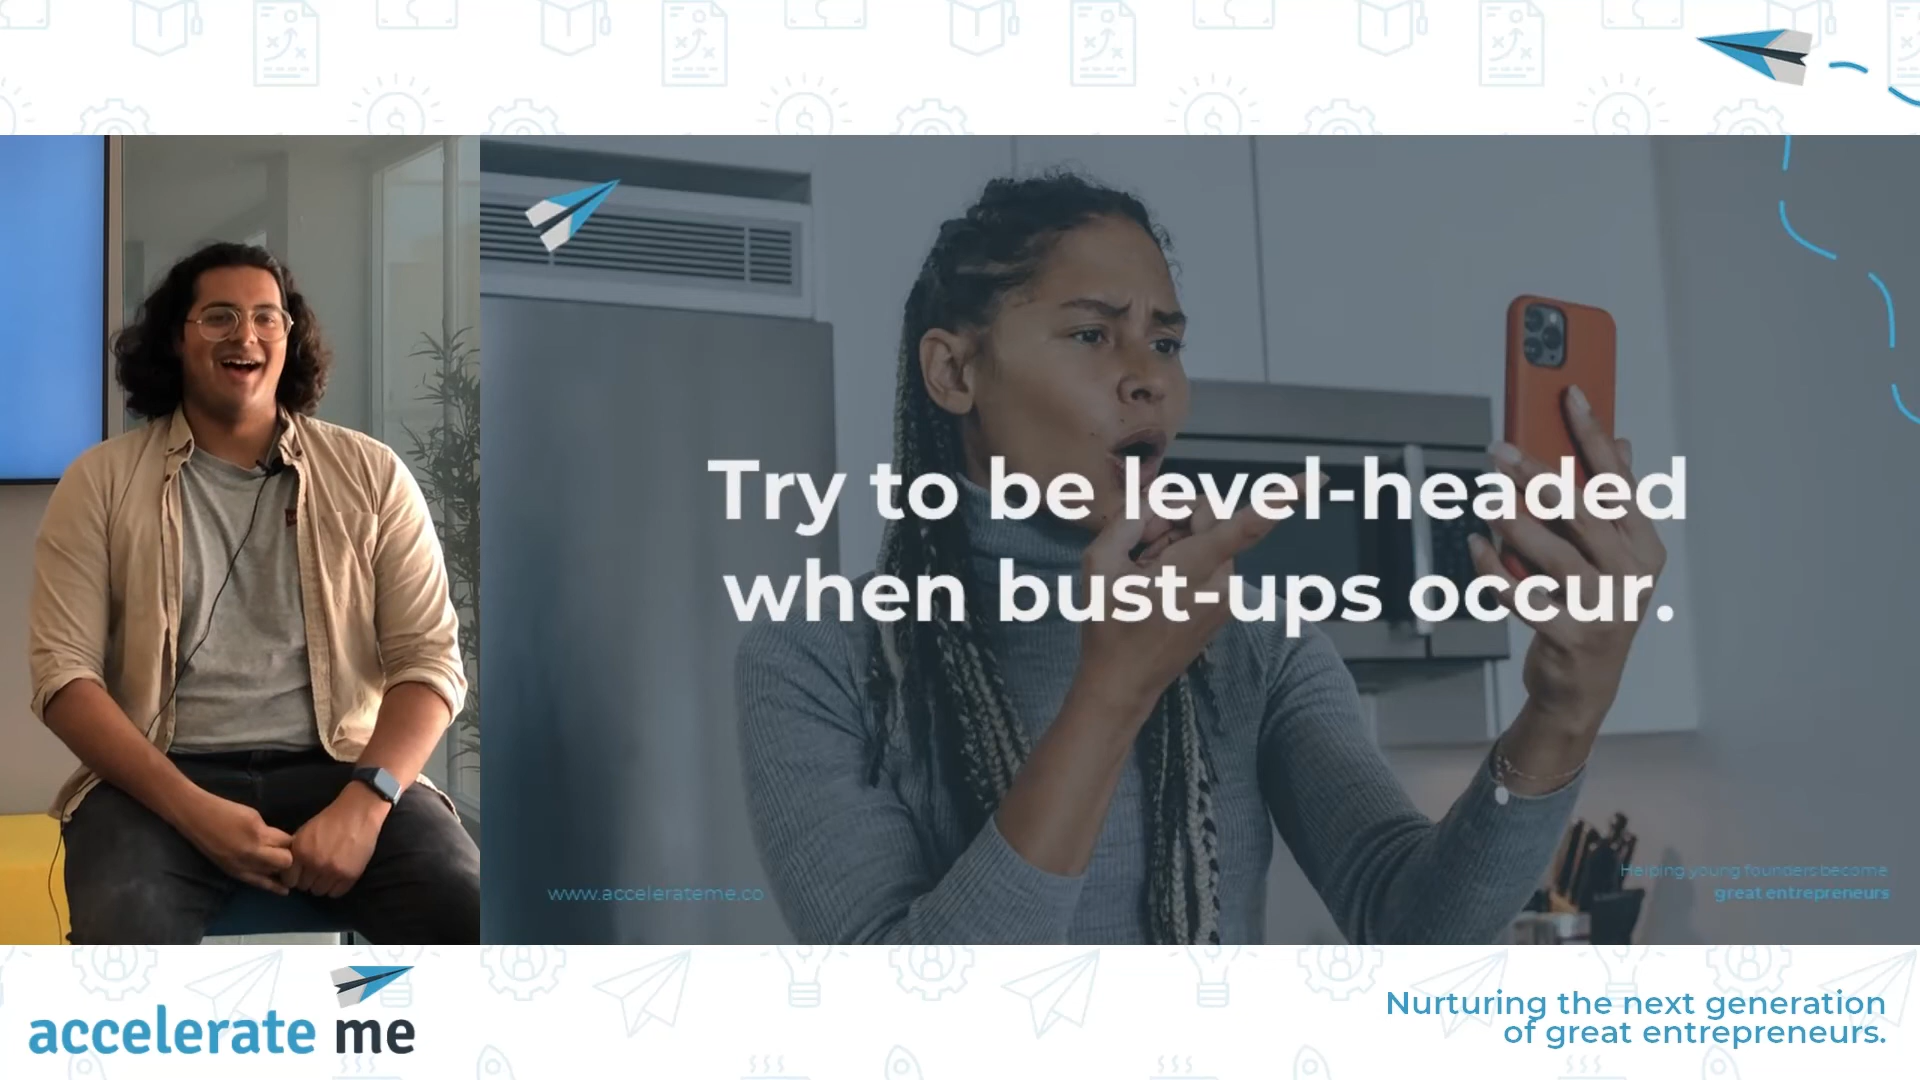 Try to be level-headed
when bust-ups occur.
www.accelerateme.co
Helping young founders become
great entrepreneurs
accelerate me
Nurturing the next generation
of great entrepreneurs.